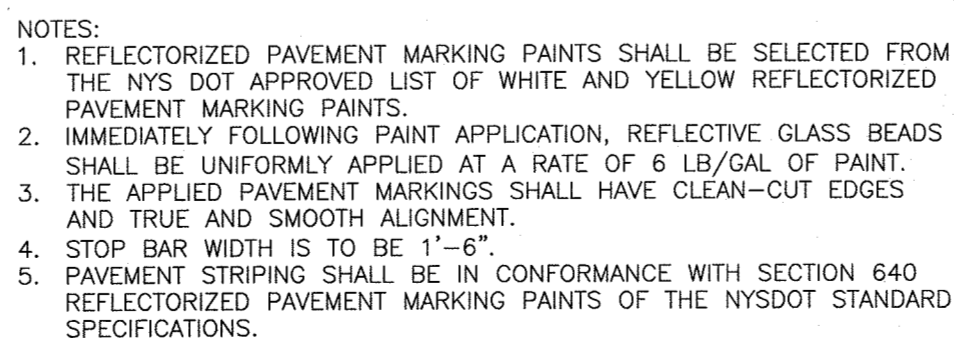 NOTES:
1. REFLECTORIZED PAVEMENT MARKING PAINTS SHALL BE SELECTED FROM
THE NYS DOT APPROVED LIST OF WHITE AND YELLOW REFLECTORIZED
PAVEMENT MARKING PAINTS.
2. IMMEDIATELY FOLLOWING PAINT APPLICATION, REFLECTIVE GLASS BEADS
SHALL BE UNIFORMLY APPLIED AT A RATE OF 6 LB/GAL OF PAINT.
3. THE APPLIED PAVEMENT MARKINGS SHALL HAVE CLEAN-CUT EDGES
AND TRUE AND SMOOTH ALIGNMENT.
4. STOP BAR WIDTH IS TO BE 1'-6".
5. PAVEMENT STRIPING SHALL BE IN CONFORMANCE WITH SECTION 640
REFLECTORIZED PAVEMENT MARKING PAINTS OF THE NYSDOT STANDARD
SPECIFICATIONS.